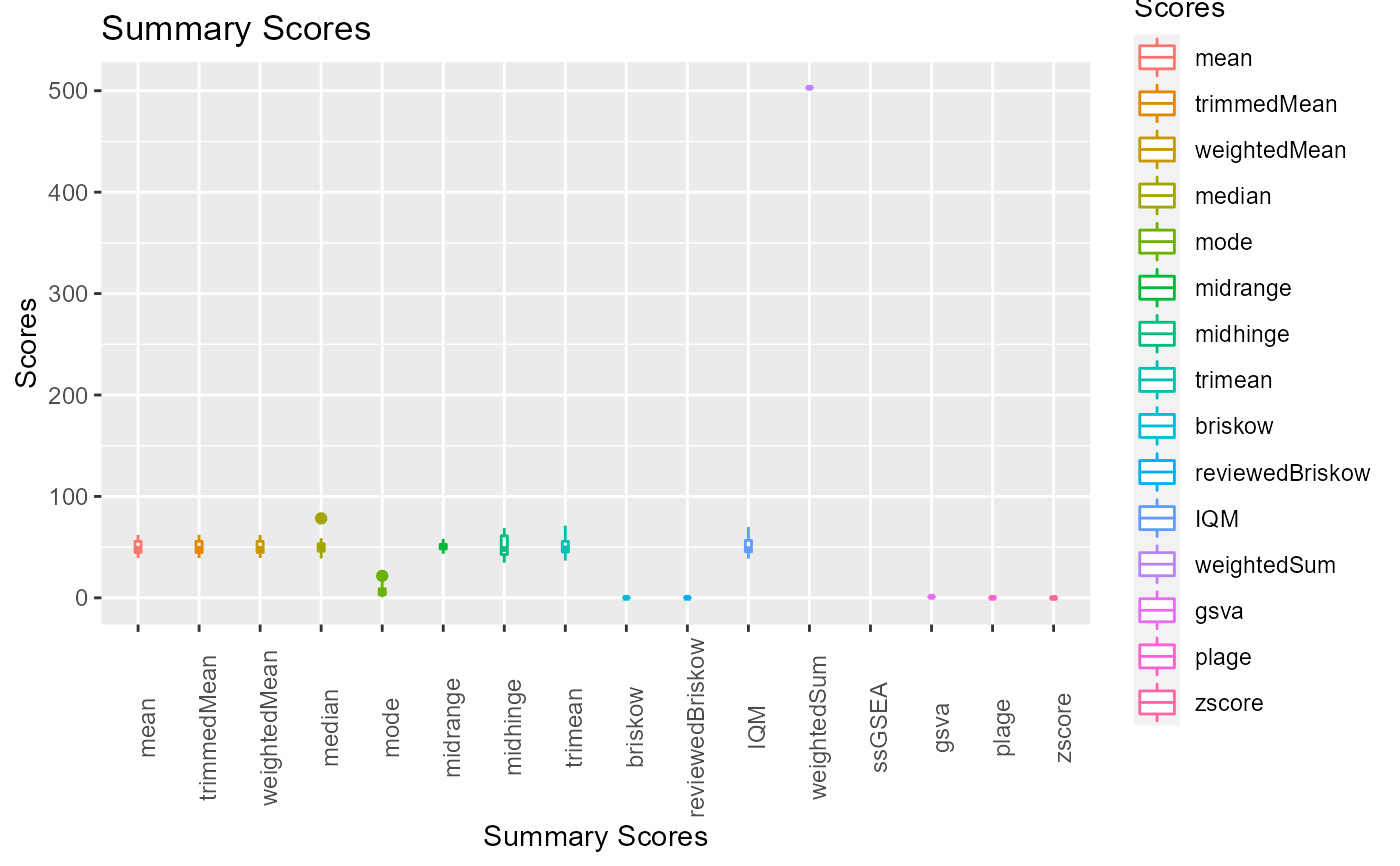 Summary Scores
Scores
500
400
300
200
100
0
Scores
mean
trimmedMean
weightedMean
median
mode
midrange
midhinge
trimean
briskow
reviewedBriskow
IQM
weightedSum
ssGSEA
gsva
plage
zscore
Summary Scores
Scores
mean
trimmedMean
weightedMean
median
mode
midrange
midhinge
trimean
briskow
reviewedBriskow
IQM
weightedSum
gsva
plage
zscore